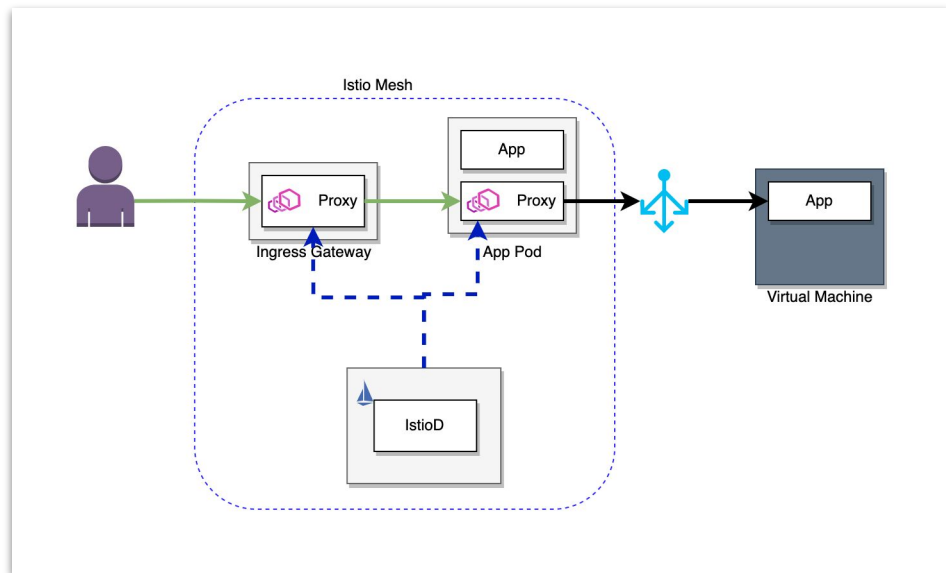 Istio Mesh
App
Proxy
Proxy
Ingress Gateway
App Pod
App
Virtual Machine
IstioD